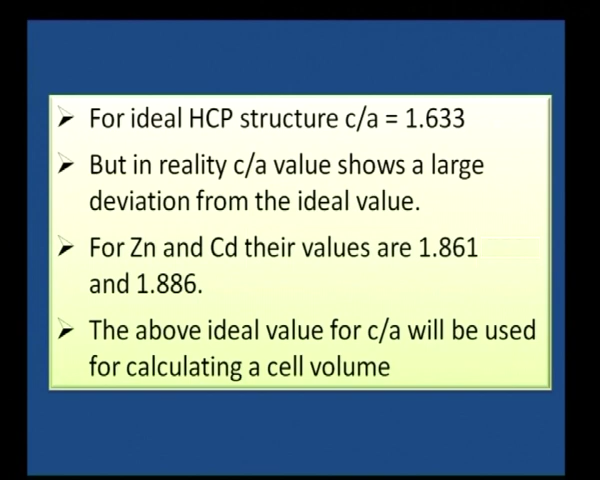 For ideal HCP structure c/a = 1.633
But in reality c/a value shows a large
deviation from the ideal value.
For Zn and Cd their values are 1.861
and 1.886.
The above ideal value for c/a will be used
for calculating a cell volume